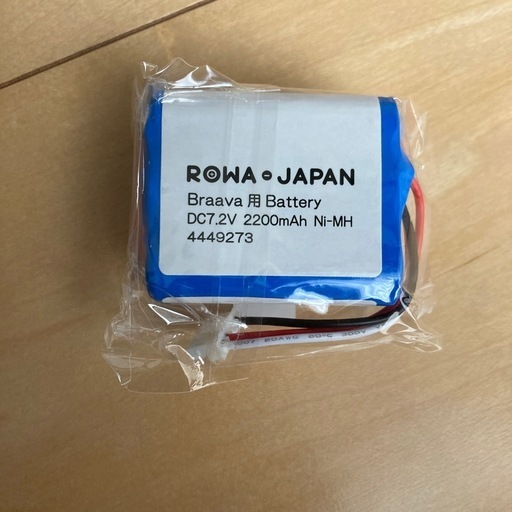 ROWA JAPAN
Braava 用 Battery
DC7.2V 2200mAh Ni-MH
4449273